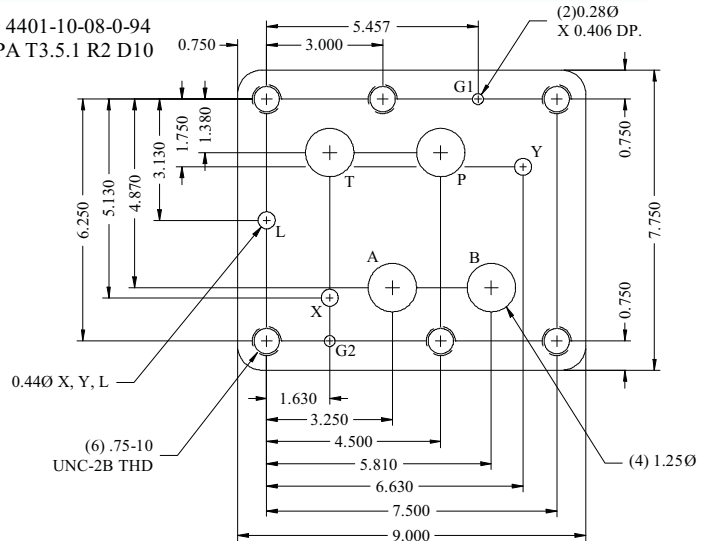 4401-10-08-0-94
PA T3.5.1 R2 D10
5.457
(2)0.28Ø
X 0.406 DP.
0.750
3.000
G1
1.380
1.750
3.130
4.870
5.130
6.250
0.750
7.750
0.750
T
P
Y
L
A
B
X
G2
0.44Ø X, Y, L
1.630
3.250
(6) .75-10
UNC-2B THD
4.500
5.810
(4) 1.25Ø
6.630
7.500
9.000